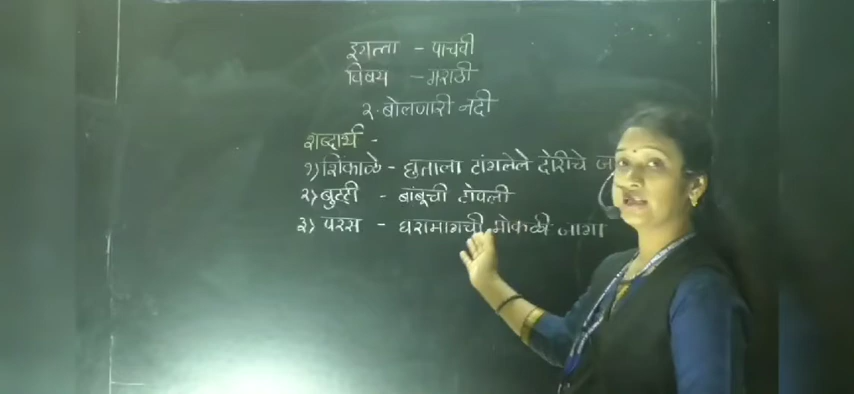 इयत्ता - पाचवी
विषय - मराठी
२. बोलणारी नदी
शब्दार्थ -
१) शिंकाळे - छताला टांगलेले दोरीचे
२) बुट्टी - बांबूची टोपली
३) परस - घरामागची मोकळी जागा